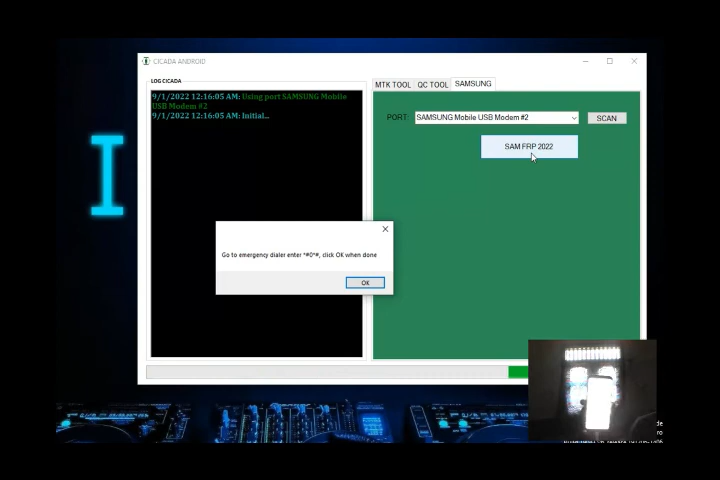 CICADA ANDROID
LOG CICADA
9/1/2022 12:16:05 AM: Using port SAMSUNG Mobile
USB Modem #2
9/1/2022 12:16:05 AM: Initial...
MTK TOOL QC TOOL SAMSUNG
PORT: SAMSUNG Mobile USB Modem #2 SCAN
SAM FRP 2022
I
Go to emergency dialer enter *#0*#, click OK when done
OK